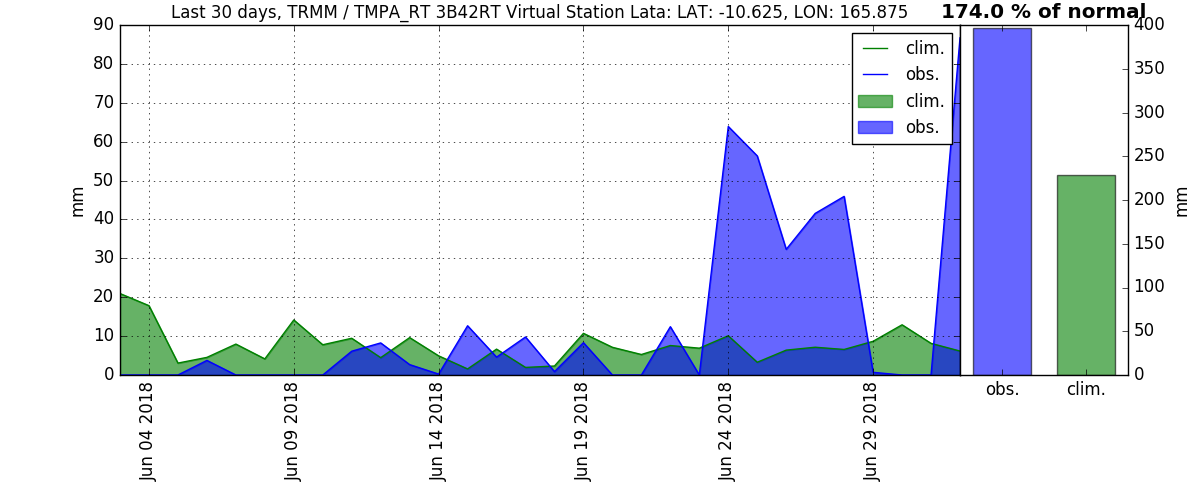 Last 30 days, TRMM / TMPA_RT 3B42RT Virtual Station Lata: LAT: -10.625, LON: 165.875
174.0 % of normal
90
80
70
60
50
40
30
20
10
0
mm
clim.
obs.
clim.
obs.
Jun 04 2018
Jun 09 2018
Jun 14 2018
Jun 19 2018
Jun 24 2018
Jun 29 2018
400
350
300
250
200
150
100
50
0
mm
obs.
clim.